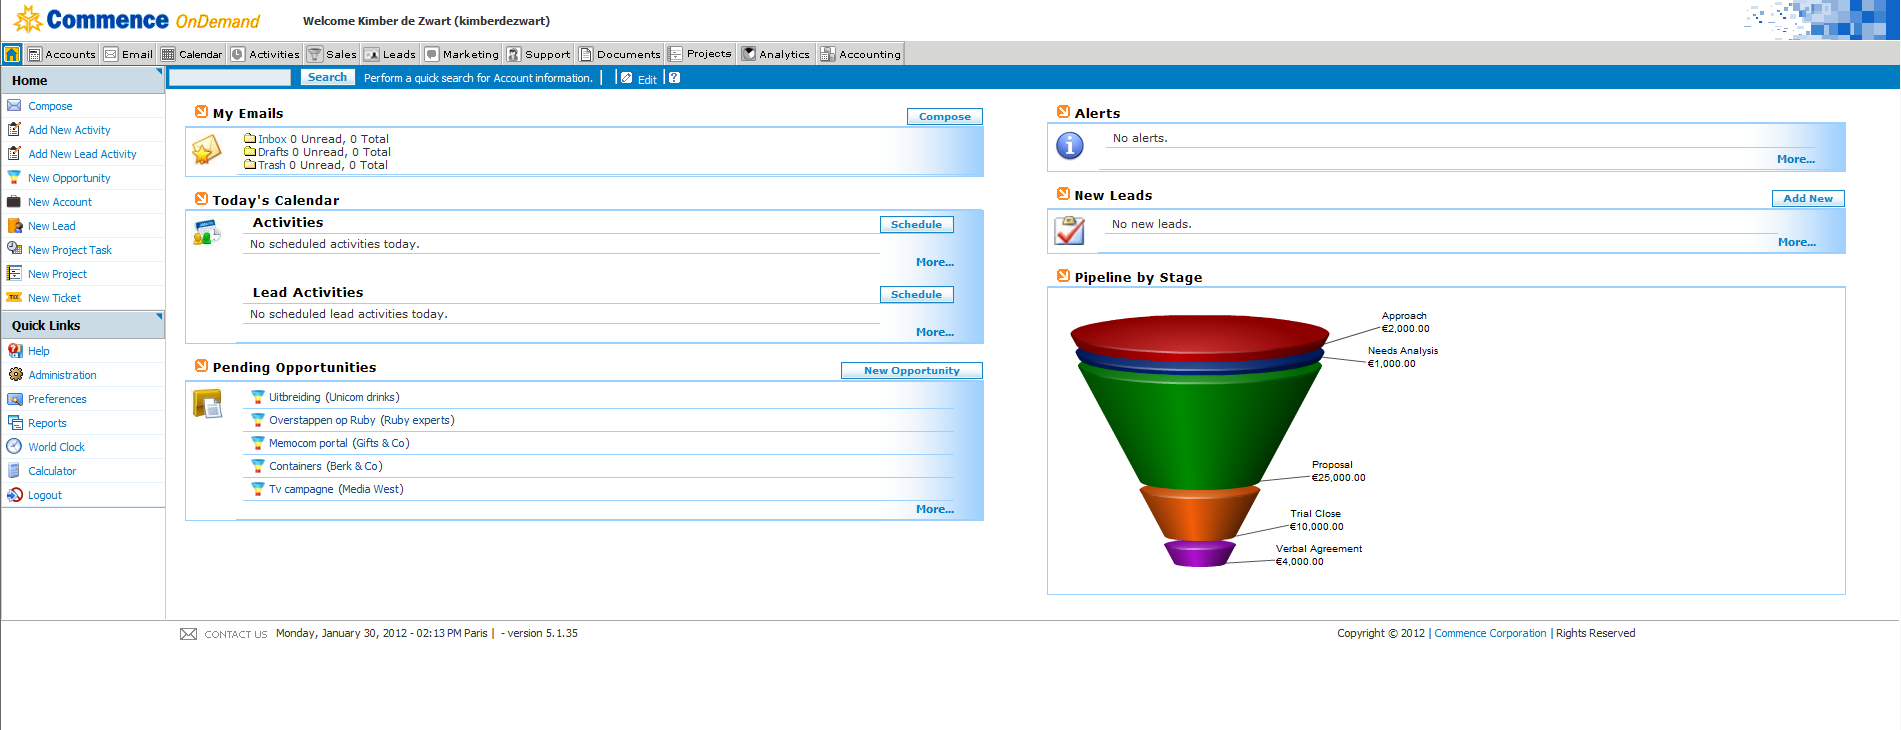 Commence OnDemand
Welcome Kimber de Zwart (kimberdezwart)
Accounts Email Calendar Activities Sales Leads Marketing Support Documents Projects Analytics Accounting
Home
Search Perform a quick search for Account information. | | Edit | ?
Compose
Add New Activity
Add New Lead Activity
New Opportunity
New Account
New Lead
New Project Task
New Project
New Ticket
Quick Links
Help
Administration
Preferences
Reports
World Clock
Calculator
Logout
My Emails
Compose
Inbox 0 Unread, 0 Total
Drafts 0 Unread, 0 Total
Trash 0 Unread, 0 Total
Today's Calendar
Activities
Schedule
No scheduled activities today.
More...
Lead Activities
Schedule
No scheduled lead activities today.
More...
Pending Opportunities
New Opportunity
Uitbreiding (Unicom drinks)
Overstappen op Ruby (Ruby experts)
Memocom portal (Gifts & Co)
Containers (Berk & Co)
Tv campagne (Media West)
More...
Alerts
No alerts.
More...
New Leads
Add New
No new leads.
More...
Pipeline by Stage
Approach
€2,000.00
Needs Analysis
€1,000.00
Proposal
€25,000.00
Trial Close
€10,000.00
Verbal Agreement
€4,000.00
CONTACT US Monday, January 30, 2012 - 02:13 PM Paris | - version 5.1.35
Copyright © 2012 | Commence Corporation | Rights Reserved